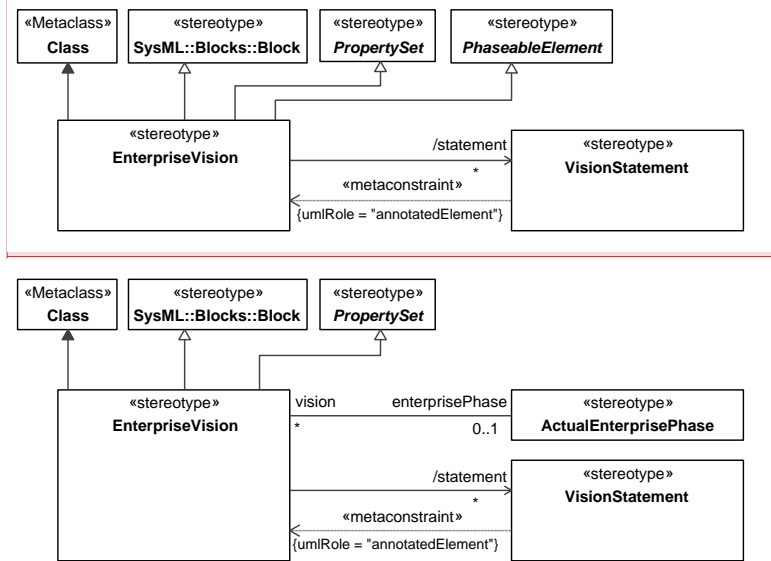 «Metaclass»
Class
«stereotype»
SysML::Blocks::Block
«stereotype»
PropertySet
«stereotype»
PhaseableElement
«stereotype»
EnterpriseVision
/statement
*
«metaconstraint»
{umlRole = "annotatedElement"}
«stereotype»
VisionStatement
«Metaclass»
Class
«stereotype»
SysML::Blocks::Block
«stereotype»
PropertySet
«stereotype»
EnterpriseVision
vision
*
enterprisePhase
0..1
«stereotype»
ActualEnterprisePhase
/statement
*
«metaconstraint»
{umlRole = "annotatedElement"}
«stereotype»
VisionStatement